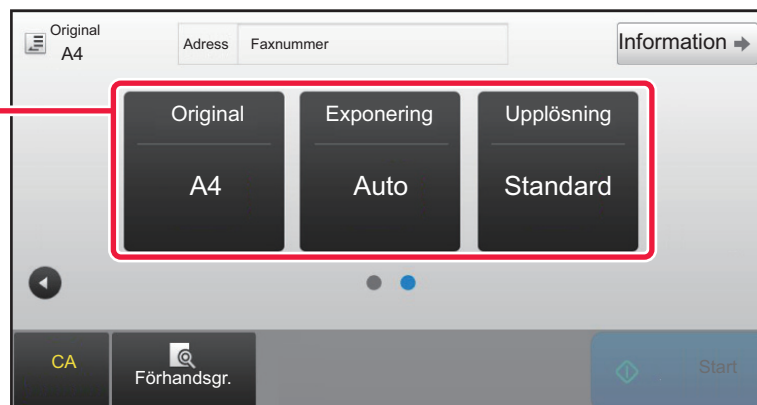 Original
A4
Adress Faxnummer
Information
Original Exponering Upplösning
A4 Auto Standard
CA
Förhandsgr.
Start